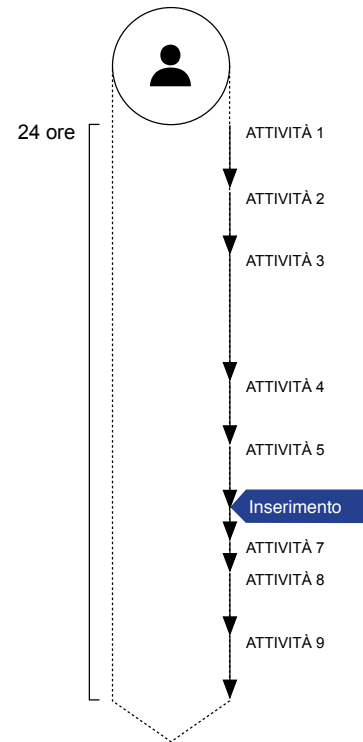 24 ore
ATTIVITÀ 1
ATTIVITÀ 2
ATTIVITÀ 3
ATTIVITÀ 4
ATTIVITÀ 5
Inserimento
ATTIVITÀ 7
ATTIVITÀ 8
ATTIVITÀ 9